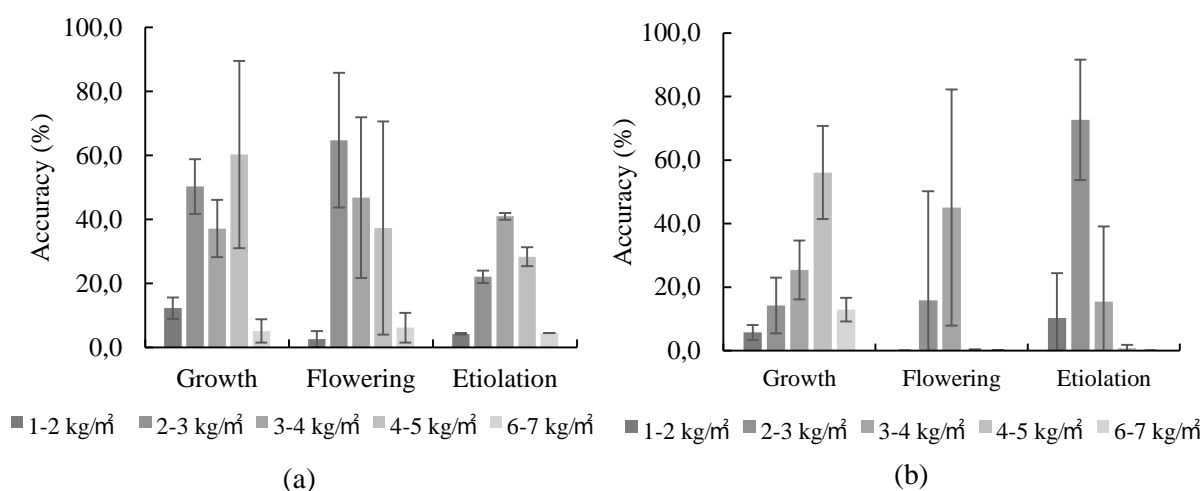 100,0
80,0
60,0
40,0
20,0
0,0
Accuracy (%)
Growth Flowering Etiolation
1-2 kg/㎡ 2-3 kg/㎡ 3-4 kg/㎡ 4-5 kg/㎡ 6-7 kg/㎡
(a)
100,0
80,0
60,0
40,0
20,0
0,0
Accuracy (%)
Growth Flowering Etiolation
1-2 kg/㎡ 2-3 kg/㎡ 3-4 kg/㎡ 4-5 kg/㎡ 6-7 kg/㎡
(b)